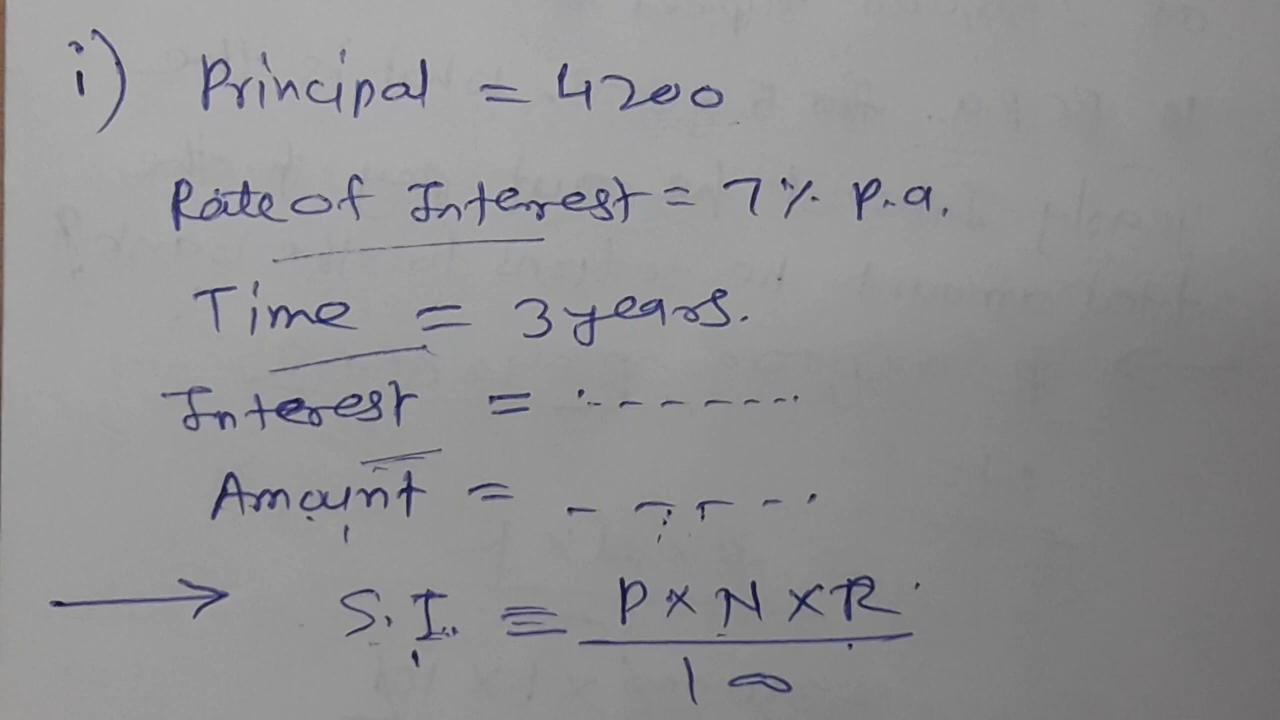 i) Principal = 4200
Rate of Interest = 7% p.a.
Time = 3 years.
Interest = -------
Amount = ------
→ S.I. = P×N×R
100